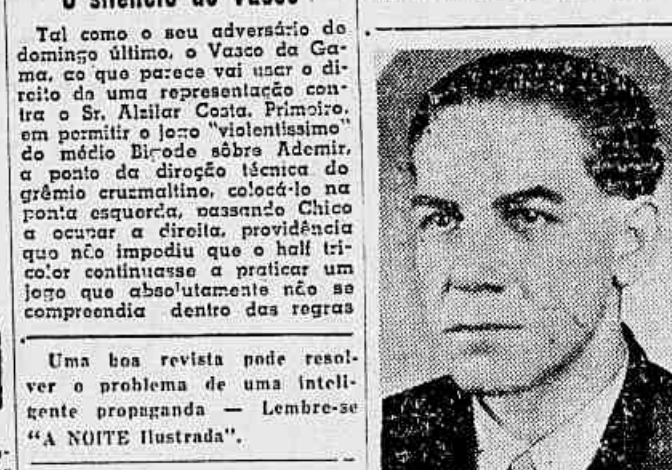 O silêncio do Vasco
Tal como o seu adversário de
domingo último, o Vasco da Ga-
ma, ao que parece vai usar o di-
reito de uma representação con-
tra o Sr. Alzilar Costa. Primeiro,
em permitir o jogo "violentissimo"
do médio Bigode sôbre Ademir,
a ponto da direção técnica do
grêmio cruzmaltino, colocá-lo na
ponta esquerda, passando Chico
a ocupar a direita, providência
que não impediu que o half tri-
color continuasse a praticar um
jogo que absolutamente não se
compreendia dentro das regras
Uma boa revista pode resol-
ver o problema de uma inteli-
gente propaganda — Lembre-se
"A NOITE Ilustrada".